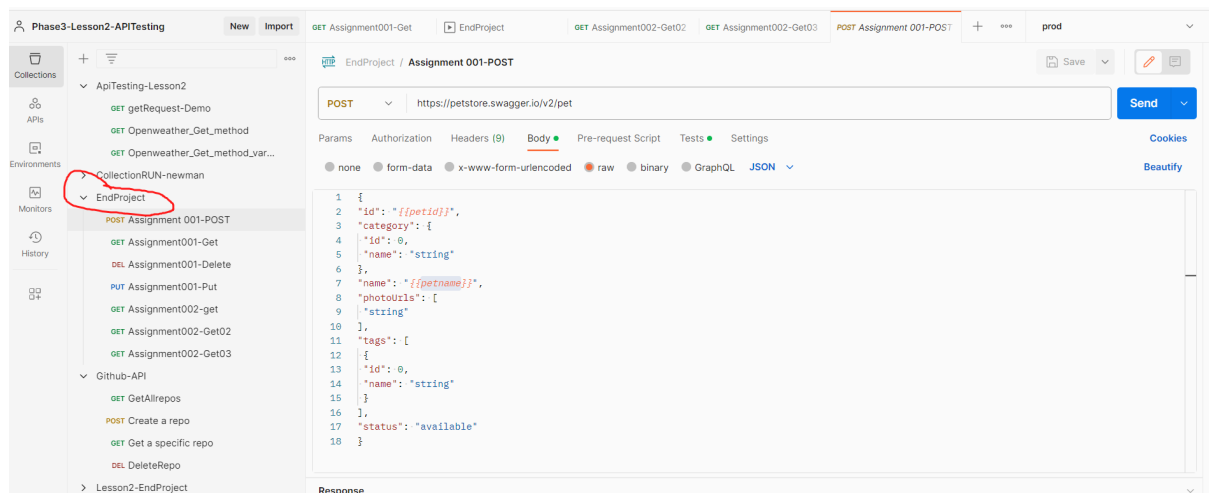 Phase3-Lesson2-APITesting
New Import
GET Assignment001-Get
EndProject
GET Assignment002-Get02
GET Assignment002-Get03
POST Assignment 001-POST
prod
Collections
APIs
Environments
Monitors
History
ApiTesting-Lesson2
GET getRequest-Demo
GET Openweather_Get_method
GET Openweather_Get_method_var...
CollectionRUN-newman
EndProject
POST Assignment 001-POST
GET Assignment001-Get
DEL Assignment001-Delete
PUT Assignment001-Put
GET Assignment002-get
GET Assignment002-Get02
GET Assignment002-Get03
Github-API
GET GetAllrepos
POST Create a repo
GET Get a specific repo
DEL DeleteRepo
Lesson2-EndProject
HTTP EndProject / Assignment 001-POST
Save
POST https://petstore.swagger.io/v2/pet
Send
Params Authorization Headers (9) Body Pre-request Script Tests Settings
Cookies
none form-data x-www-form-urlencoded raw binary GraphQL JSON
Beautify
1 {
2 "id": "{{petid}}",
3 "category": {
4 "id": 0,
5 "name": "string"
6 },
7 "name": "{{petname}}",
8 "photoUrls": [
9 "string"
10 ],
11 "tags": [
12 {
13 "id": 0,
14 "name": "string"
15 }
16 ],
17 "status": "available"
18 }
Response